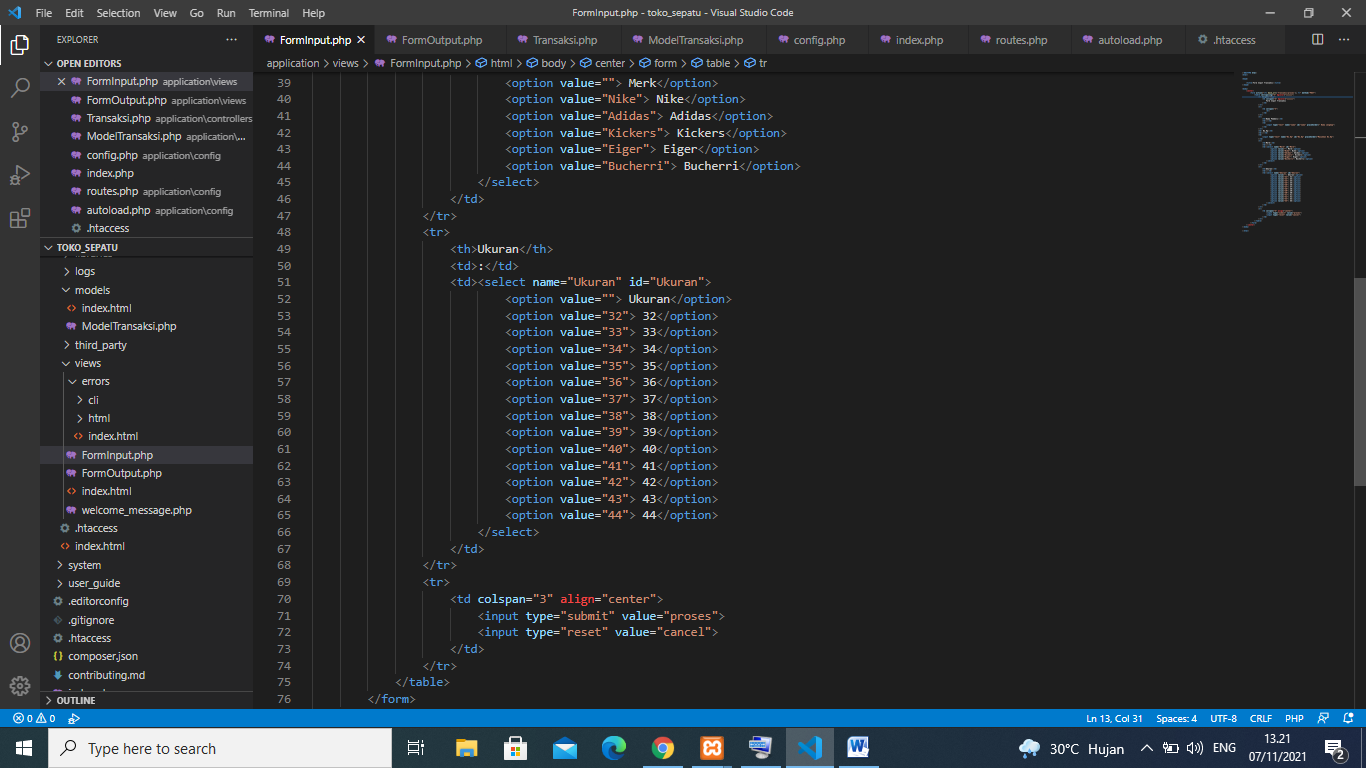 File Edit Selection View Go Run Terminal Help
FormInput.php - toko_sepatu - Visual Studio Code
EXPLORER
OPEN EDITORS
FormInput.php application\views
FormOutput.php application\views
Transaksi.php application\controllers
ModelTransaksi.php application\...
config.php application\config
index.php
routes.php application\config
autoload.php application\config
.htaccess
TOKO_SEPATU
logs
models
index.html
ModelTransaksi.php
third_party
views
errors
cli
html
index.html
FormInput.php
FormOutput.php
index.html
welcome_message.php
.htaccess
index.html
system
user_guide
.editorconfig
.gitignore
.htaccess
composer.json
contributing.md
OUTLINE
FormInput.php FormOutput.php Transaksi.php ModelTransaksi.php config.php index.php routes.php autoload.php .htaccess
application > views > FormInput.php > html > body > center > form > table > tr
39 <option value=""> Merk</option>
40 <option value="Nike"> Nike</option>
41 <option value="Adidas"> Adidas</option>
42 <option value="Kickers"> Kickers</option>
43 <option value="Eiger"> Eiger</option>
44 <option value="Bucherri"> Bucherri</option>
45 </select>
46 </td>
47 </tr>
48 <tr>
49 <th>Ukuran</th>
50 <td>:</td>
51 <td><select name="Ukuran" id="Ukuran">
52 <option value=""> Ukuran</option>
53 <option value="32"> 32</option>
54 <option value="33"> 33</option>
55 <option value="34"> 34</option>
56 <option value="35"> 35</option>
57 <option value="36"> 36</option>
58 <option value="37"> 37</option>
59 <option value="38"> 38</option>
60 <option value="39"> 39</option>
61 <option value="40"> 40</option>
62 <option value="41"> 41</option>
63 <option value="42"> 42</option>
64 <option value="43"> 43</option>
65 <option value="44"> 44</option>
66 </select>
67 </td>
68 </tr>
69 <tr>
70 <td colspan="3" align="center">
71 <input type="submit" value="proses">
72 <input type="reset" value="cancel">
73 </td>
74 </tr>
75 </table>
76 </form>
0 0 Ln 13, Col 31 Spaces: 4 UTF-8 CRLF PHP
Type here to search
30°C Hujan ENG
13.21
07/11/2021
2